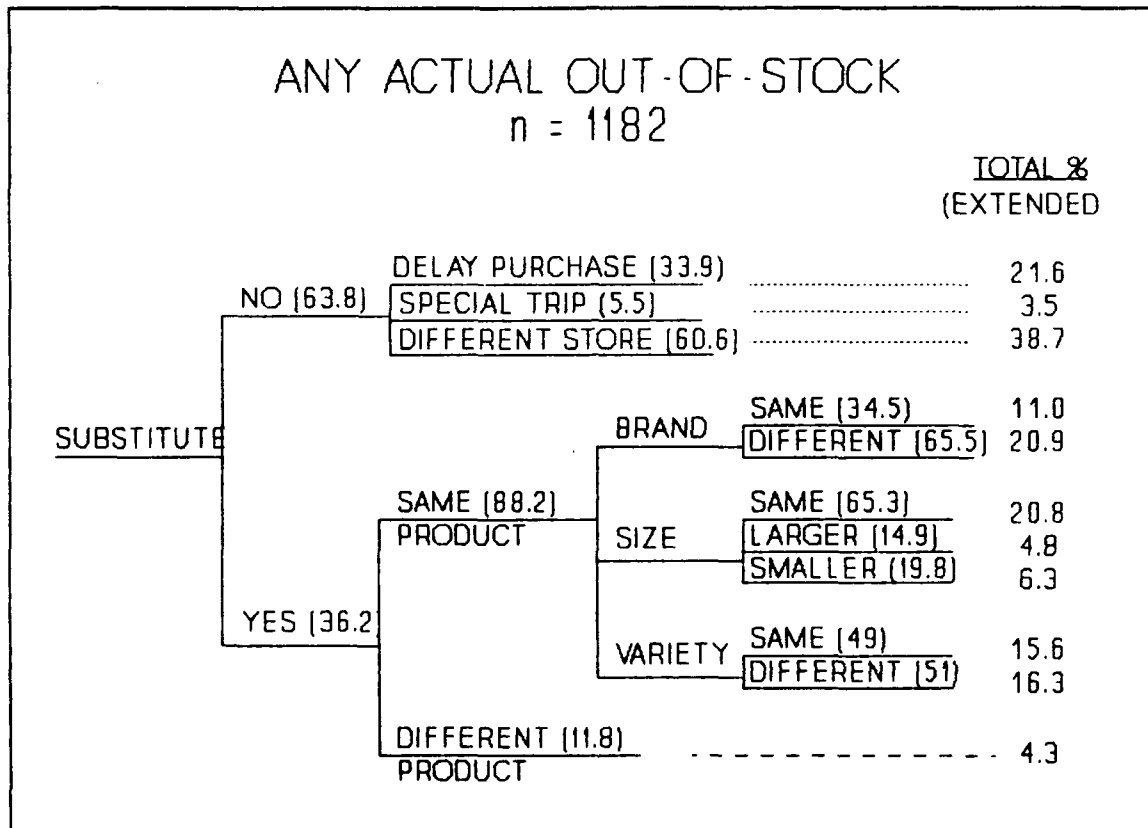 ANY ACTUAL OUT-OF-STOCK
n = 1182
TOTAL %
(EXTENDED
DELAY PURCHASE (33.9) 21.6
NO (63.8) SPECIAL TRIP (5.5) 3.5
DIFFERENT STORE (60.6) 38.7
SUBSTITUTE
BRAND SAME (34.5) 11.0
DIFFERENT (65.5) 20.9
SAME (88.2)
PRODUCT
SIZE SAME (65.3) 20.8
LARGER (14.9) 4.8
SMALLER (19.8) 6.3
YES (36.2)
VARIETY SAME (49) 15.6
DIFFERENT (51) 16.3
DIFFERENT (11.8) 4.3
PRODUCT